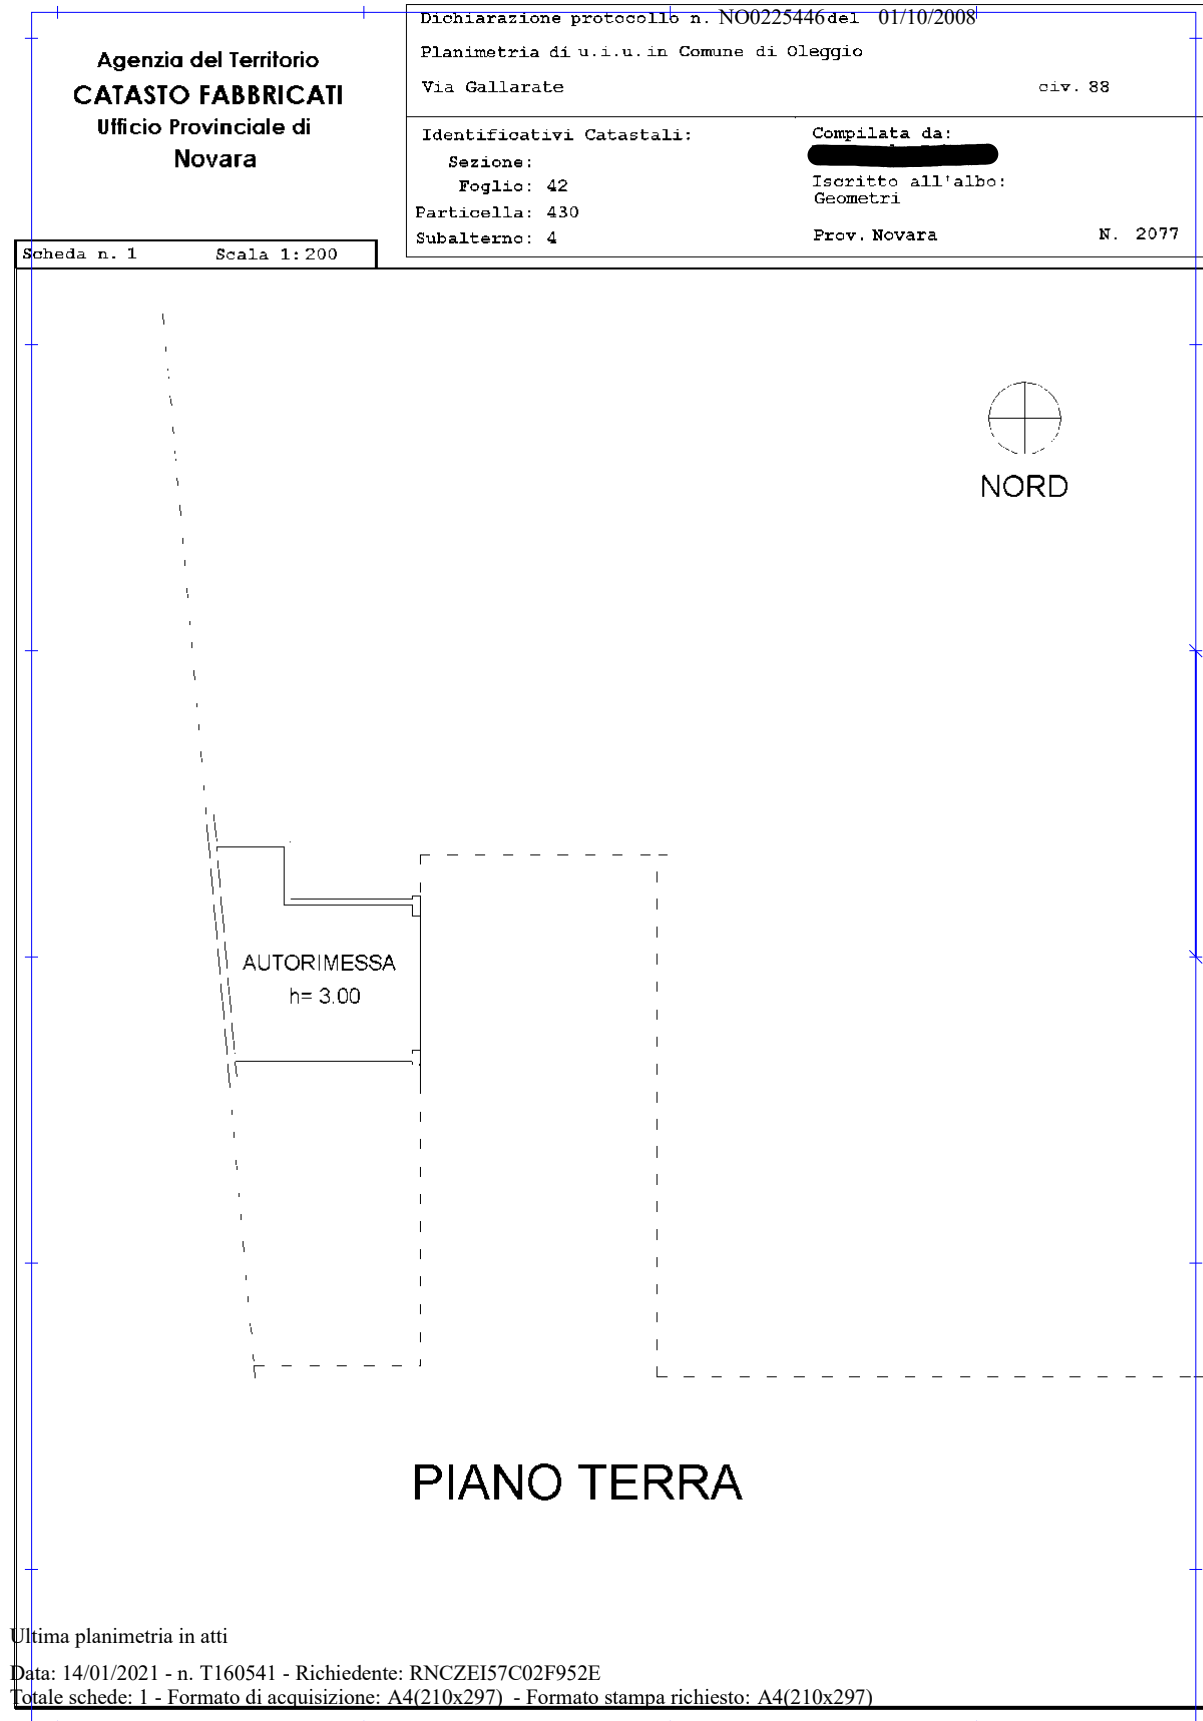 Agenzia del Territorio
CATASTO FABBRICATI
Ufficio Provinciale di
Novara
Dichiarazione protocollo n. NO0225446 del 01/10/2008
Planimetria di u.i.u. in Comune di Oleggio
Via Gallarate civ. 88
Identificativi Catastali:
Sezione:
Foglio: 42
Particella: 430
Subalterno: 4
Compilata da:
Iscritto all'albo:
Geometri
Prov. Novara N. 2077
Scheda n. 1 Scala 1:200
NORD
AUTORIMESSA
h= 3.00
PIANO TERRA
Ultima planimetria in atti
Data: 14/01/2021 - n. T160541 - Richiedente: RNCZEI57C02F952E
Totale schede: 1 - Formato di acquisizione: A4(210x297) - Formato stampa richiesto: A4(210x297)